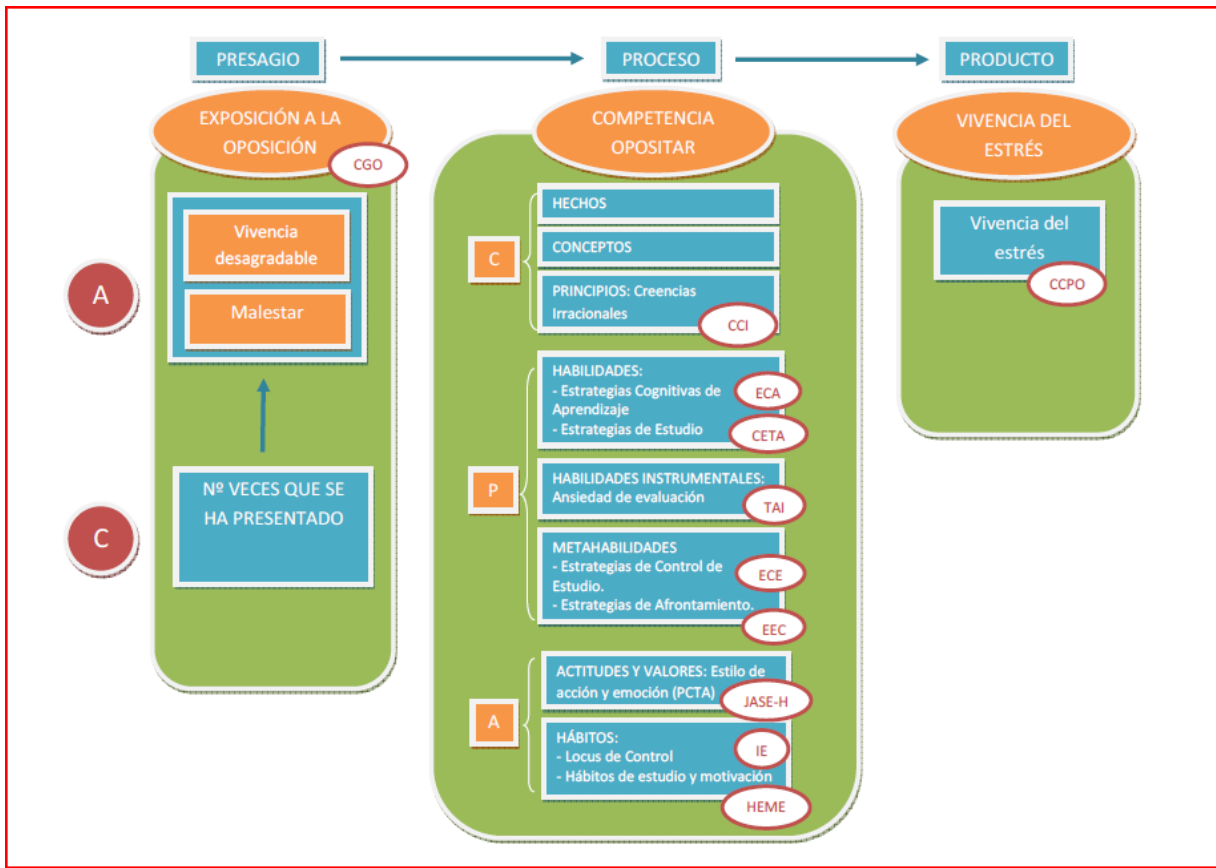 PRESAGIO
PROCESO
PRODUCTO
EXPOSICIÓN A LA
OPOSICIÓN
CGO
Vivencia
desagradable
Malestar
A
Nº VECES QUE SE
HA PRESENTADO
C
COMPETENCIA
OPOSITAR
C
HECHOS
CONCEPTOS
PRINCIPIOS: Creencias
Irracionales
CCI
P
HABILIDADES:
- Estrategias Cognitivas de
Aprendizaje
- Estrategias de Estudio
ECA
CETA
HABILIDADES INSTRUMENTALES:
Ansiedad de evaluación
TAI
METAHABILIDADES
- Estrategias de Control de
Estudio.
- Estrategias de Afrontamiento.
ECE
EEC
A
ACTITUDES Y VALORES: Estilo de
acción y emoción (PCTA)
JASE-H
HÁBITOS:
- Locus de Control
- Hábitos de estudio y motivación
IE
HEME
VIVENCIA DEL
ESTRÉS
Vivencia del
estrés
CCPO